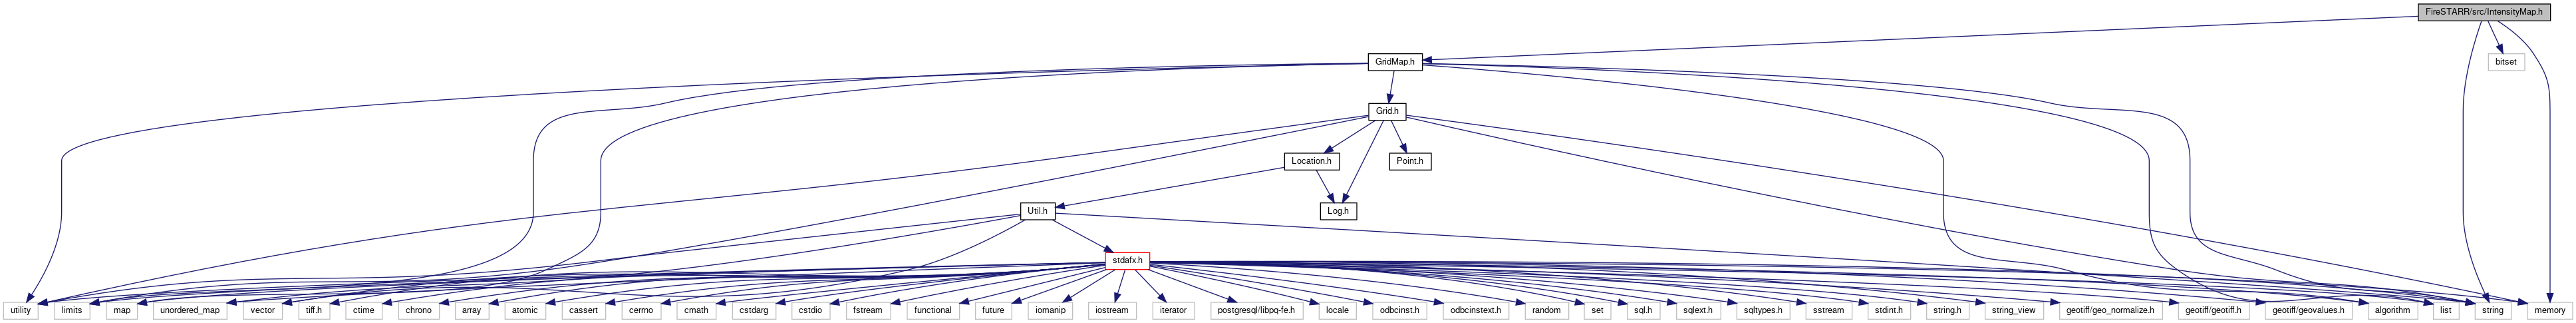 FireSTARR/src/IntensityMap.h
GridMap.h
bitset
Grid.h
Location.h
Point.h
Util.h
Log.h
stdafx.h
utility
limits
map
unordered_map
vector
tiff.h
ctime
chrono
array
atomic
cassert
cerrno
cmath
cstdarg
cstdio
fstream
functional
future
iomanip
iostream
iterator
postgresql/libpq-fe.h
locale
odbcinst.h
odbcinstext.h
random
set
sql.h
sqlext.h
sqltypes.h
sstream
stdint.h
string.h
string_view
geotiff/geo_normalize.h
geotiff/geotiff.h
geotiff/geovalues.h
algorithm
list
string
memory